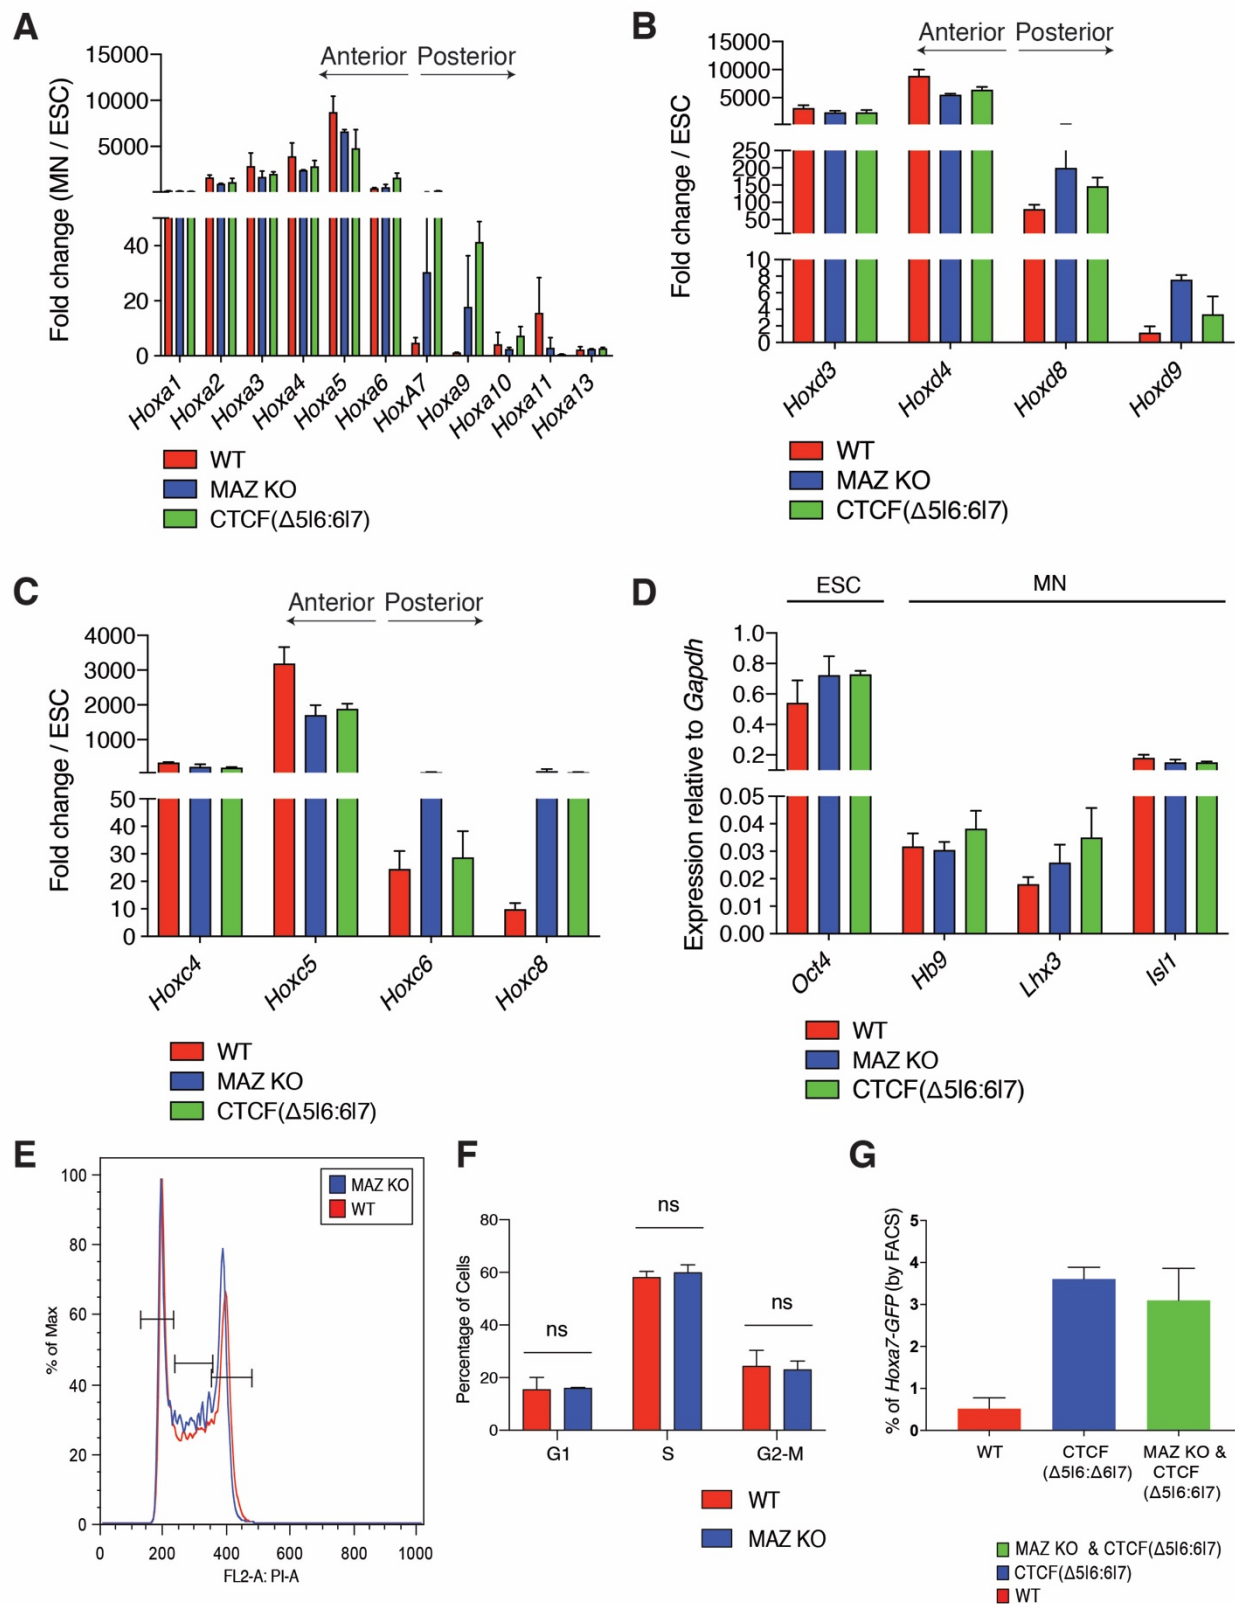 A
Anterior Posterior
Fold change (MN / ESC)
15000
10000
5000
40
20
0
Hoxa1
Hoxa2
Hoxa3
Hoxa4
Hoxa5
Hoxa6
HoxA7
Hoxa9
Hoxa10
Hoxa11
Hoxa13
WT
MAZ KO
CTCF(Δ5|6:6|7)
B
Anterior Posterior
Fold change / ESC
15000
10000
5000
250
200
150
100
50
10
8
6
4
2
0
Hoxd3
Hoxd4
Hoxd8
Hoxd9
WT
MAZ KO
CTCF(Δ5|6:6|7)
C
Anterior Posterior
Fold change / ESC
4000
3000
2000
1000
50
40
30
20
10
0
Hoxc4
Hoxc5
Hoxc6
Hoxc8
WT
MAZ KO
CTCF(Δ5|6:6|7)
D
ESC MN
Expression relative to Gapdh
1.0
0.8
0.6
0.4
0.2
0.05
0.04
0.03
0.02
0.01
0.00
Oct4
Hb9
Lhx3
Isl1
WT
MAZ KO
CTCF(Δ5|6:6|7)
E
MAZ KO
WT
% of Max
100
80
60
40
20
0
0 200 400 600 800 1000
FL2-A: PI-A
F
Percentage of Cells
80
60
40
20
0
ns
ns
ns
G1 S G2-M
WT
MAZ KO
G
% of Hoxa7-GFP (by FACS)
5
4
3
2
1
0
WT
CTCF
(Δ5|6:Δ6|7)
MAZ KO &
CTCF
(Δ5|6:6|7)
MAZ KO & CTCF(Δ5|6:6|7)
CTCF(Δ5|6:6|7)
WT